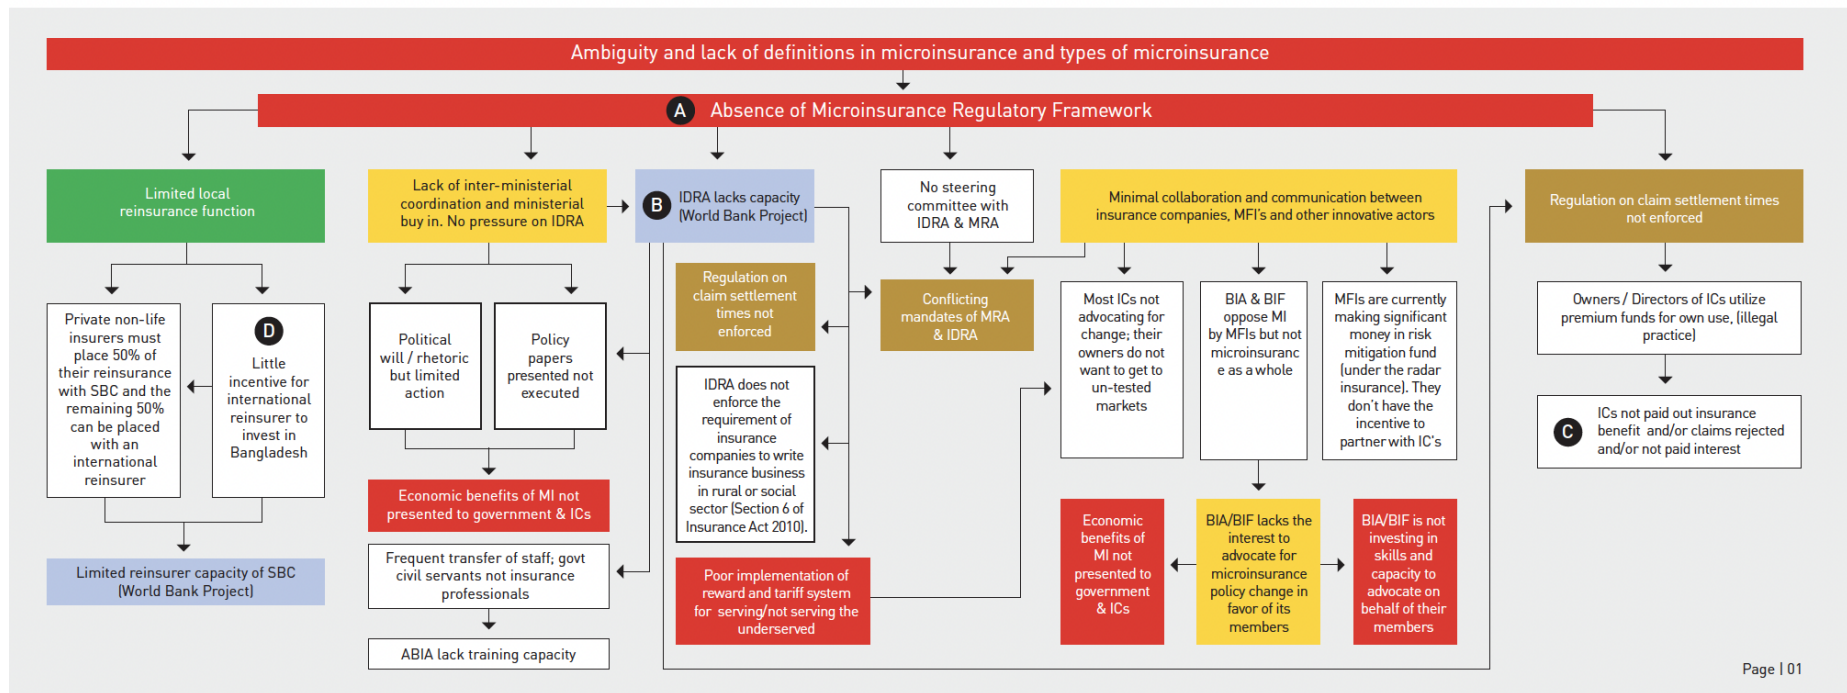 Ambiguity and lack of definitions in microinsurance and types of microinsurance
A Absence of Microinsurance Regulatory Framework
Limited local
reinsurance function
Lack of inter-ministerial
coordination and ministerial
buy in. No pressure on IDRA
B IDRA lacks capacity
(World Bank Project)
No steering
committee with
IDRA & MRA
Minimal collaboration and communication between
insurance companies, MFI's and other innovative actors
Regulation on claim settlement times
not enforced
Private non-life
insurers must
place 50% of
their reinsurance
with SBC and the
remaining 50%
can be placed
with an
international
reinsurer
D
Little
incentive for
international
reinsurer to
invest in
Bangladesh
Limited reinsurer capacity of SBC
(World Bank Project)
Political
will / rhetoric
but limited
action
Policy
papers
presented not
executed
Economic benefits of MI not
presented to government & ICs
Frequent transfer of staff; govt
civil servants not insurance
professionals
ABIA lack training capacity
Regulation on
claim settlement
times not
enforced
IDRA does not
enforce the
requirement of
insurance
companies to write
insurance business
in rural or social
sector (Section 6 of
Insurance Act 2010).
Poor implementation of
reward and tariff system
for serving/not serving the
underserved
Conflicting
mandates of MRA
& IDRA
Most ICs not
advocating for
change; their
owners do not
want to get to
un-tested
markets
BIA & BIF
oppose MI
by MFIs but not
microinsuranc
e as a whole
MFIs are currently
making significant
money in risk
mitigation fund
(under the radar
insurance). They
don't have the
incentive to
partner with IC's
Economic
benefits of
MI not
presented to
government
& ICs
BIA/BIF lacks the
interest to
advocate for
microinsurance
policy change in
favor of its
members
BIA/BIF is not
investing in
skills and
capacity to
advocate on
behalf of their
members
Owners / Directors of ICs utilize
premium funds for own use, (illegal
practice)
C
ICs not paid out insurance
benefit and/or claims rejected
and/or not paid interest
Page | 01